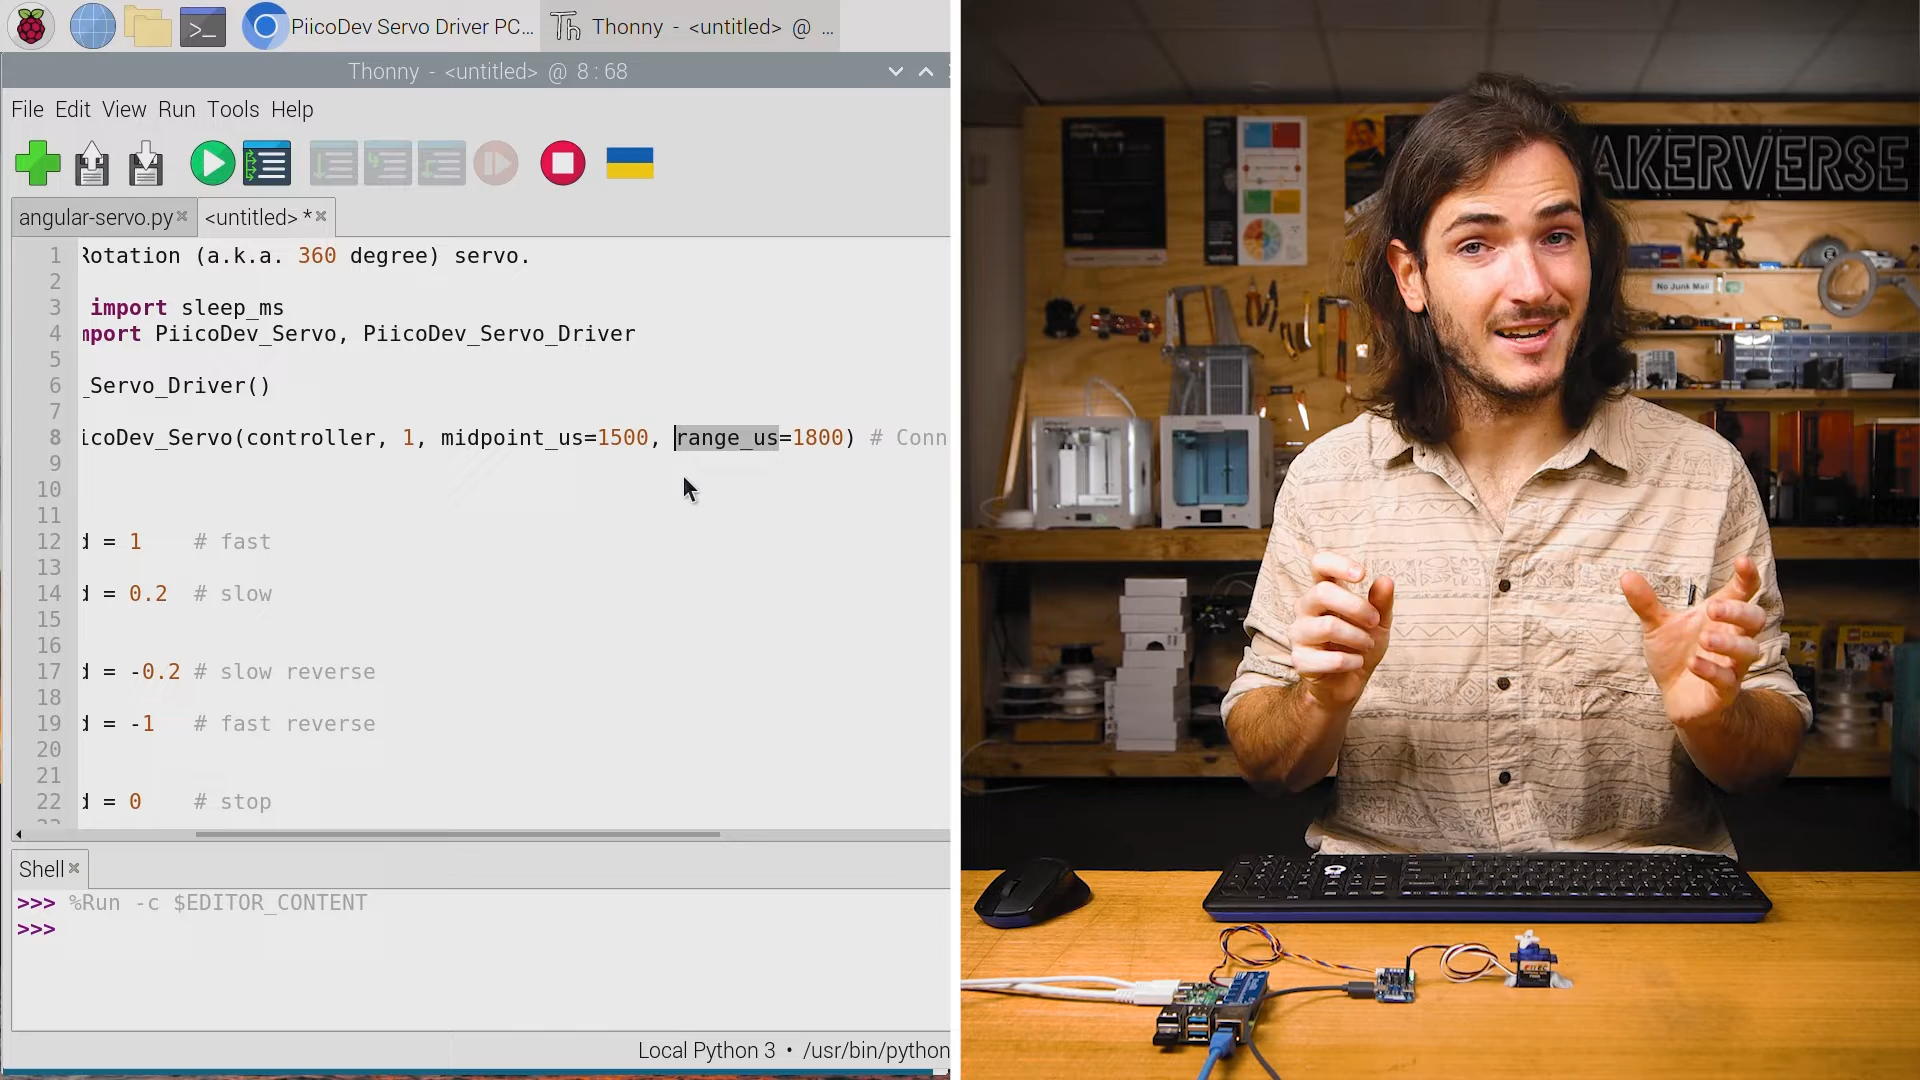 PiicoDev Servo Driver PC...
Thonny - <untitled> @ ...
Thonny - <untitled> @ 8 : 68
File Edit View Run Tools Help
angular-servo.py
<untitled> *
1 Rotation (a.k.a. 360 degree) servo.
2
3 import sleep_ms
4 mport PiicoDev_Servo, PiicoDev_Servo_Driver
5
6 _Servo_Driver()
7
8 icoDev_Servo(controller, 1, midpoint_us=1500, range_us=1800) # Conn
9
10
11
12 d = 1 # fast
13
14 d = 0.2 # slow
15
16
17 d = -0.2 # slow reverse
18
19 d = -1 # fast reverse
20
21
22 d = 0 # stop
23
Shell
>>> %Run -c $EDITOR_CONTENT
>>>
Local Python 3 • /usr/bin/python
AKERVERSE
No Junk Mail